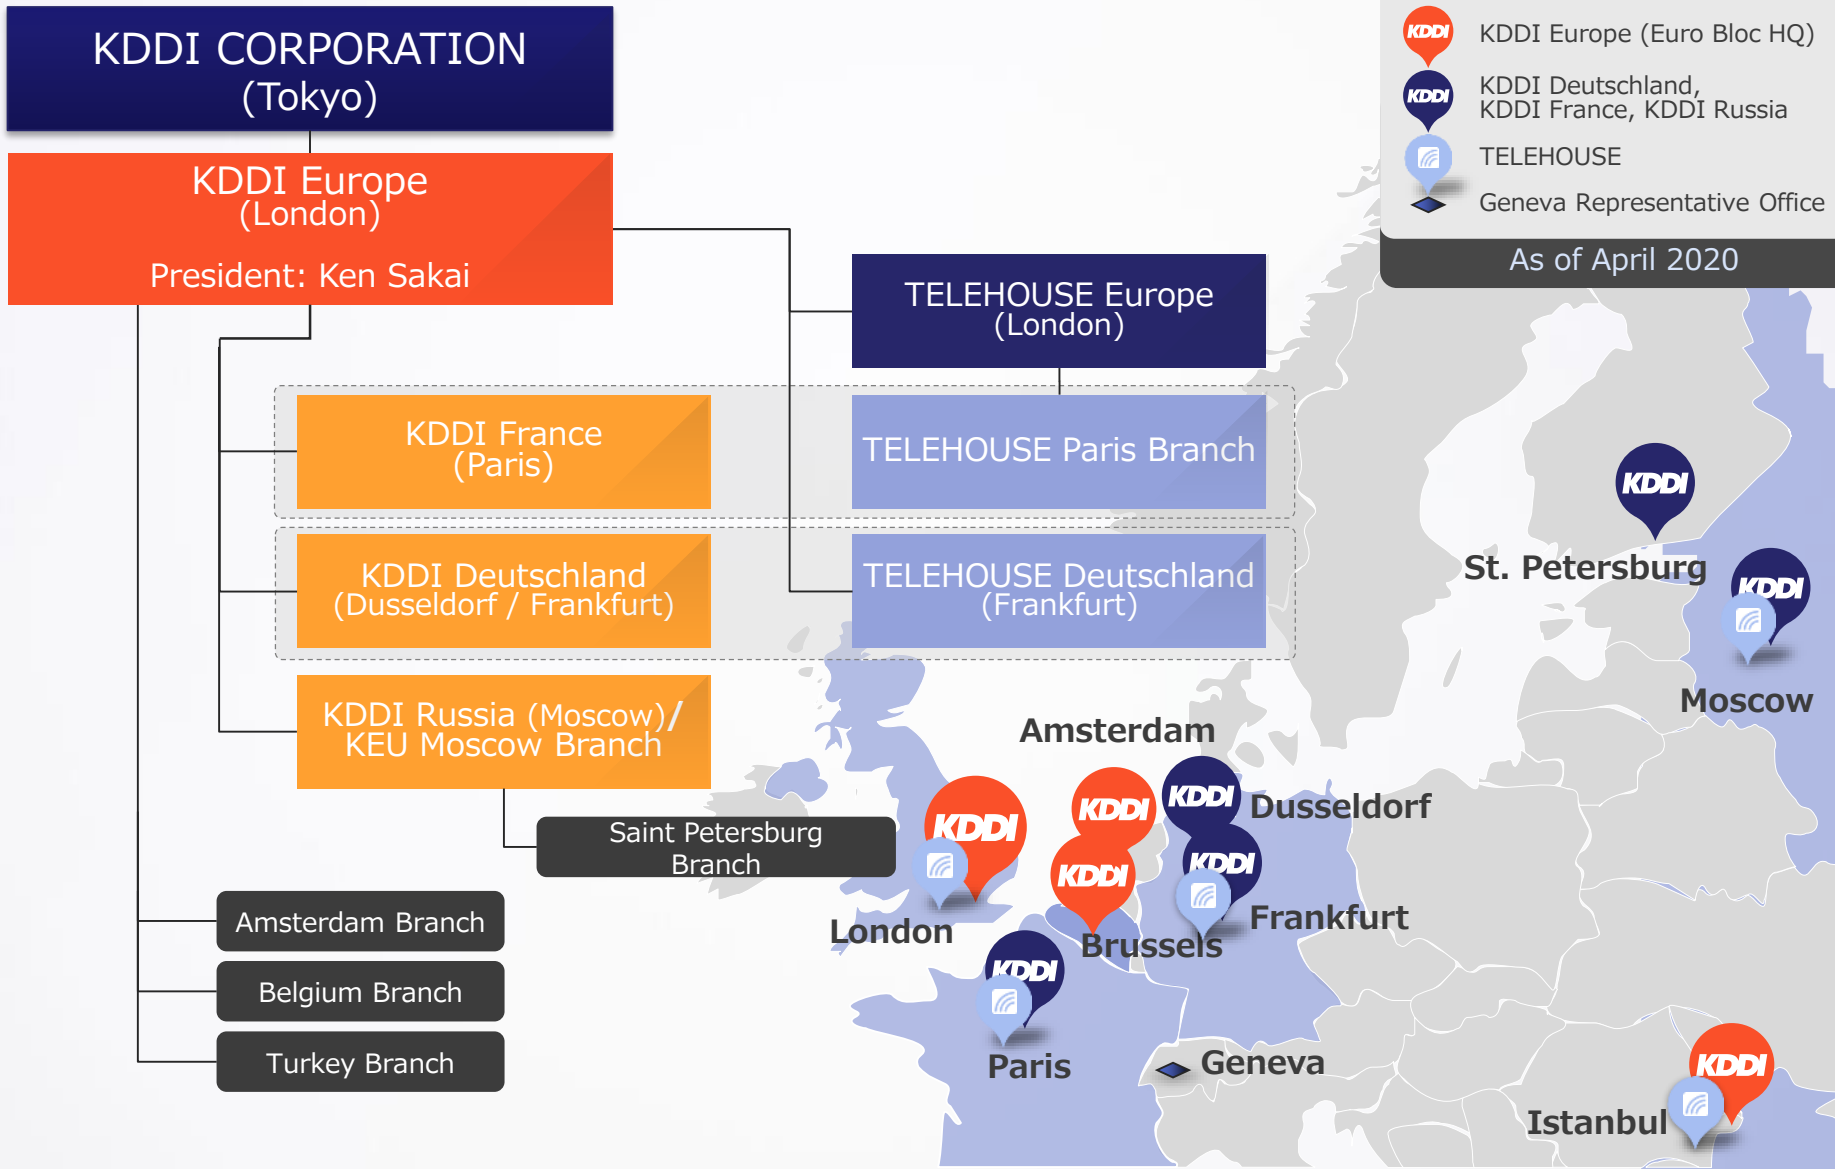 KDDI CORPORATION
(Tokyo)
KDDI Europe
(London)
President: Ken Sakai
TELEHOUSE Europe
(London)
KDDI France
(Paris)
TELEHOUSE Paris Branch
KDDI Deutschland
(Dusseldorf / Frankfurt)
TELEHOUSE Deutschland
(Frankfurt)
KDDI Russia (Moscow)/
KEU Moscow Branch
Saint Petersburg
Branch
Amsterdam Branch
Belgium Branch
Turkey Branch
KDDI
KDDI Europe (Euro Bloc HQ)
KDDI
KDDI Deutschland,
KDDI France, KDDI Russia
TELEHOUSE
Geneva Representative Office
As of April 2020
KDDI
St. Petersburg
KDDI
Moscow
Amsterdam
KDDI
KDDI
Dusseldorf
KDDI
London
KDDI
Brussels
KDDI
Frankfurt
KDDI
Paris
Geneva
KDDI
Istanbul